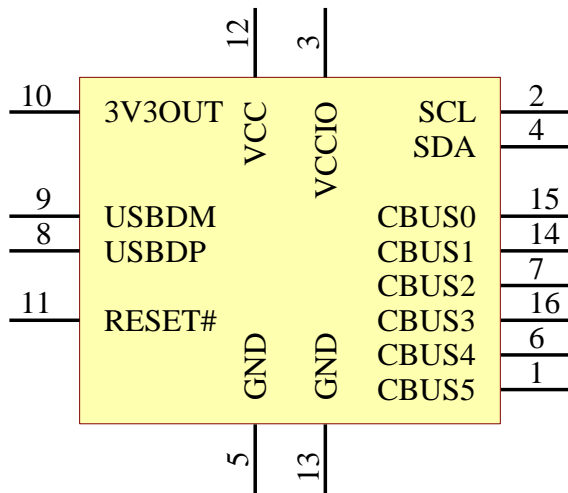 12 3
10 3V3OUT VCC VCCIO SCL 2
SDA 4
9 USBDM CBUS0 15
8 USBDP CBUS1 14
CBUS2 7
11 RESET# CBUS3 16
GND GND CBUS4 6
CBUS5 1
5 13